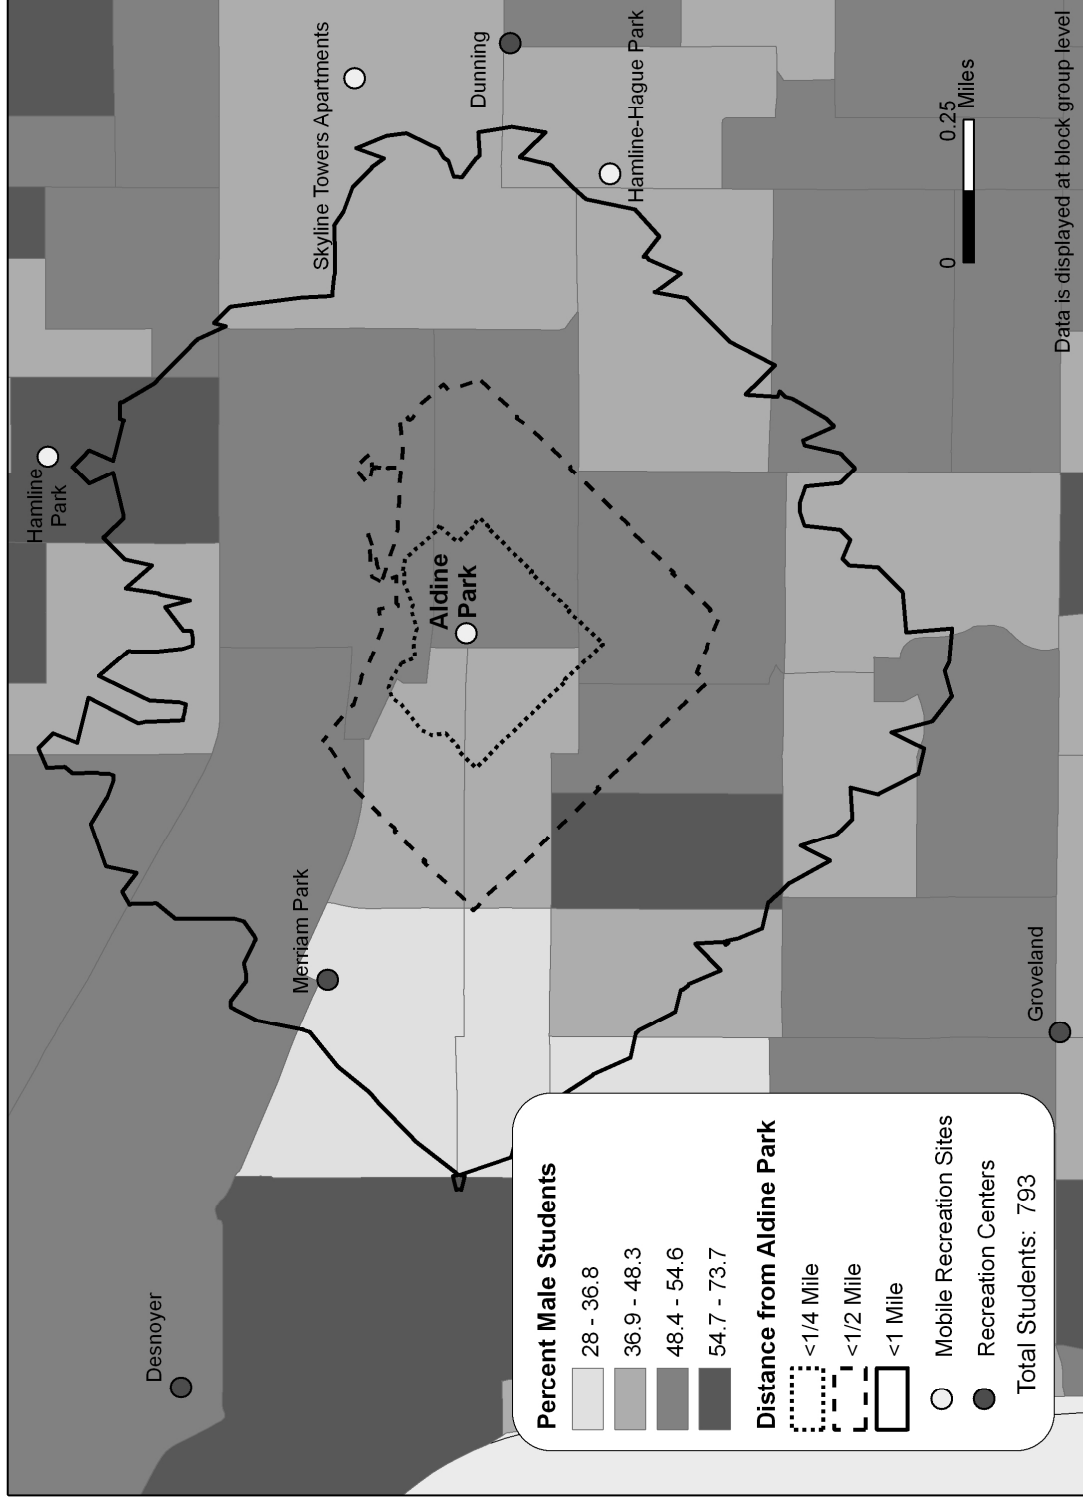 Desnoyer
Merriam Park
Hamline
Park
Skyline Towers Apartments
Aldine
Park
Dunning
Hamline-Hague Park
Groveland
0
0.25
Miles
Data is displayed at block group level
Percent Male Students
28 - 36.8
36.9 - 48.3
48.4 - 54.6
54.7 - 73.7
Distance from Aldine Park
<1/4 Mile
<1/2 Mile
<1 Mile
Mobile Recreation Sites
Recreation Centers
Total Students: 793